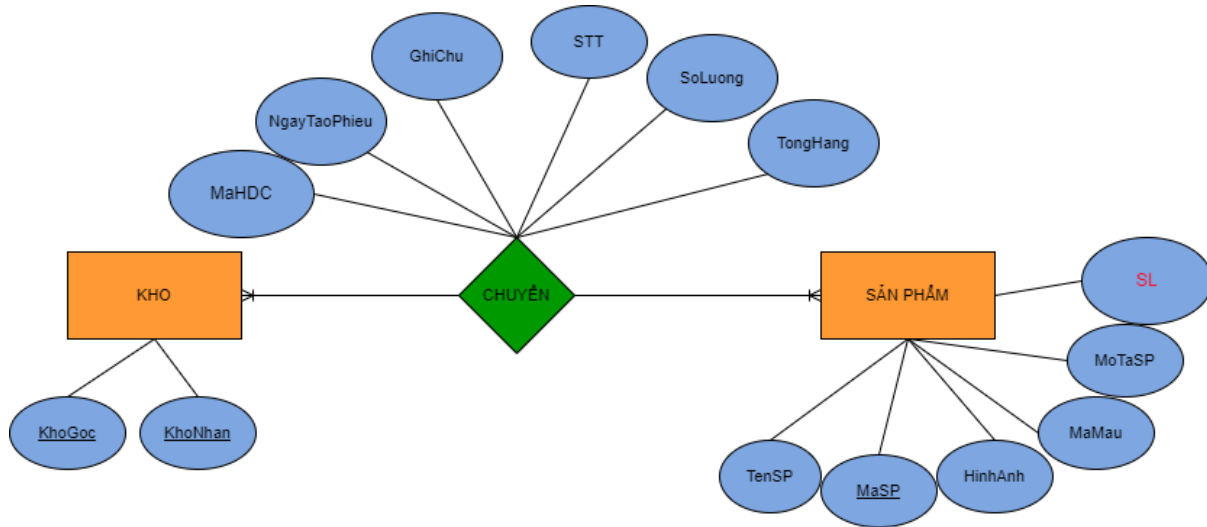 GhiChu
STT
SoLuong
NgayTaoPhieu
TongHang
MaHDC
KHO
CHUYỂN
SẢN PHẨM
SL
MoTaSP
KhoGoc
KhoNhan
MaMau
TenSP
MaSP
HinhAnh